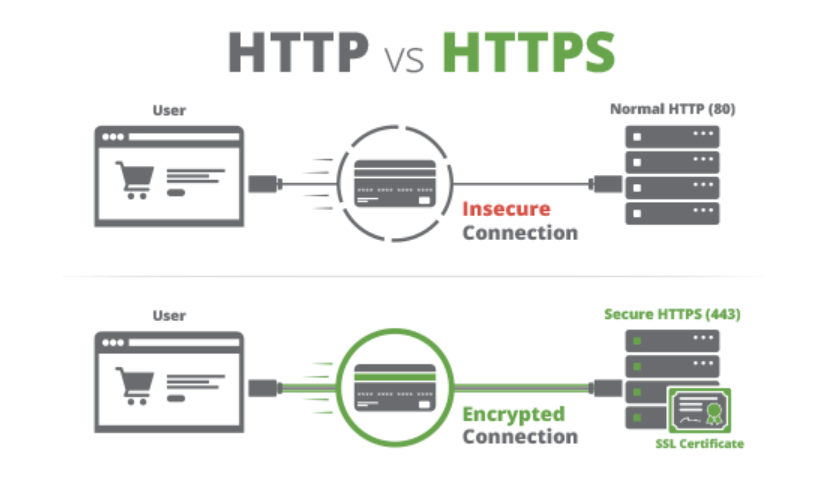 HTTP vs HTTPS
User
Normal HTTP (80)
Insecure
Connection
User
Secure HTTPS (443)
Encrypted
Connection
SSL Certificate